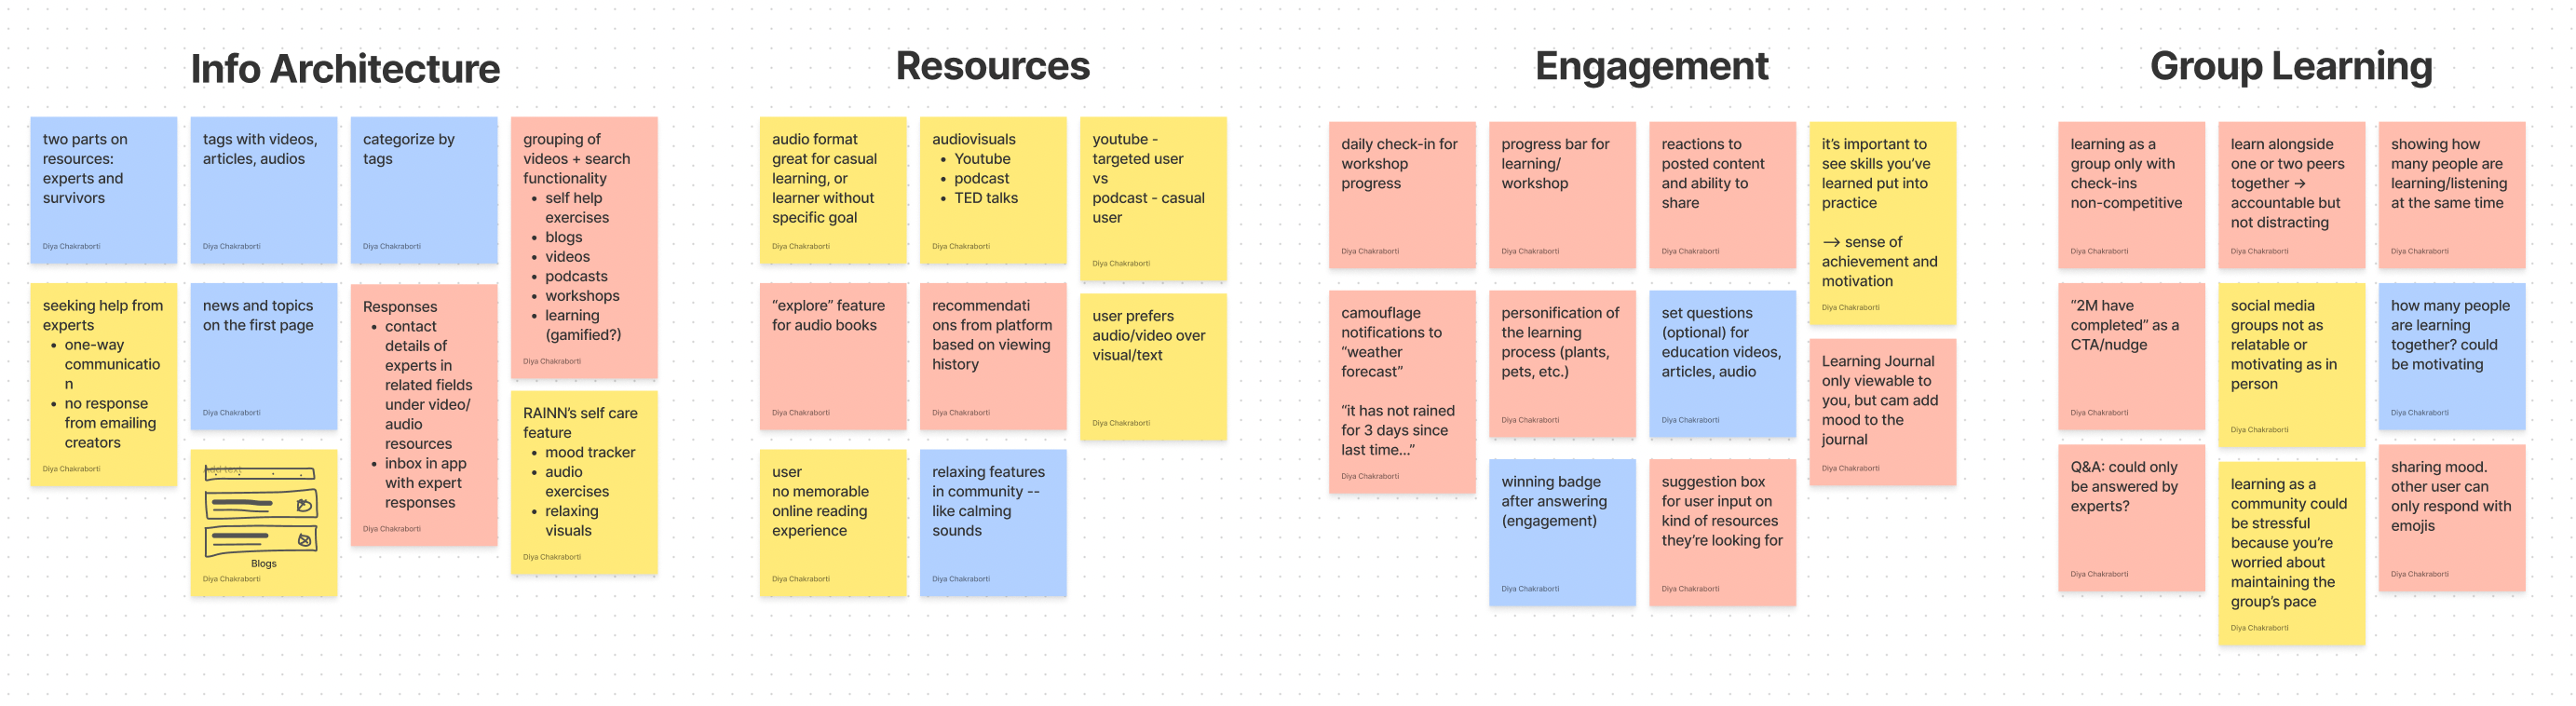 Info Architecture
two parts on
resources:
experts and
survivors
Diya Chakraborti
tags with videos,
articles, audios
Diya Chakraborti
categorize by
tags
Diya Chakraborti
grouping of
videos + search
functionality
• self help
exercises
• blogs
• videos
• podcasts
• workshops
• learning
(gamified?)
Diya Chakraborti
seeking help from
experts
• one-way
communicatio
n
• no response
from emailing
creators
Diya Chakraborti
news and topics
on the first page
Diya Chakraborti
Responses
• contact
details of
experts in
related fields
under video/
audio
resources
• inbox in app
with expert
responses
Diya Chakraborti
RAINN's self care
feature
• mood tracker
• audio
exercises
• relaxing
visuals
Diya Chakraborti
Add text
Blogs
Diya Chakraborti
Resources
audio format
great for casual
learning, or
learner without
specific goal
Diya Chakraborti
audiovisuals
• Youtube
• podcast
• TED talks
Diya Chakraborti
youtube -
targeted user
vs
podcast - casual
user
Diya Chakraborti
“explore” feature
for audio books
Diya Chakraborti
recommendati
ons from platform
based on viewing
history
Diya Chakraborti
user prefers
audio/video over
visual/text
Diya Chakraborti
user
no memorable
online reading
experience
Diya Chakraborti
relaxing features
in community --
like calming
sounds
Diya Chakraborti
Engagement
daily check-in for
workshop
progress
Diya Chakraborti
progress bar for
learning/
workshop
Diya Chakraborti
reactions to
posted content
and ability to
share
Diya Chakraborti
it's important to
see skills you've
learned put into
practice
—> sense of
achievement and
motivation
Diya Chakraborti
camouflage
notifications to
“weather
forecast”
“it has not rained
for 3 days since
last time...”
Diya Chakraborti
personification of
the learning
process (plants,
pets, etc.)
Diya Chakraborti
set questions
(optional) for
education videos,
articles, audio
Diya Chakraborti
Learning Journal
only viewable to
you, but cam add
mood to the
journal
Diya Chakraborti
winning badge
after answering
(engagement)
Diya Chakraborti
suggestion box
for user input on
kind of resources
they're looking for
Diya Chakraborti
Group Learning
learning as a
group only with
check-ins
non-competitive
Diya Chakraborti
learn alongside
one or two peers
together →
accountable but
not distracting
Diya Chakraborti
showing how
many people are
learning/listening
at the same time
Diya Chakraborti
“2M have
completed” as a
CTA/nudge
Diya Chakraborti
social media
groups not as
relatable or
motivating as in
person
Diya Chakraborti
how many people
are learning
together? could
be motivating
Diya Chakraborti
Q&A: could only
be answered by
experts?
Diya Chakraborti
learning as a
community could
be stressful
because you're
worried about
maintaining the
group's pace
Diya Chakraborti
sharing mood.
other user can
only respond with
emojis
Diya Chakraborti